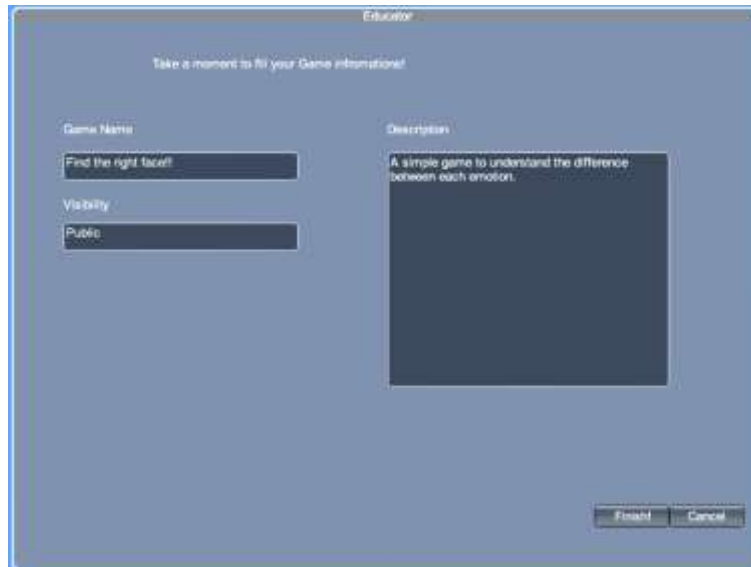 Educator
Take a moment to fill your Game infromations!
Game Name
Find the right face!!
Visibility
Public
Description
A simple game to understand the difference
between each emotion.
Finish!
Cancel